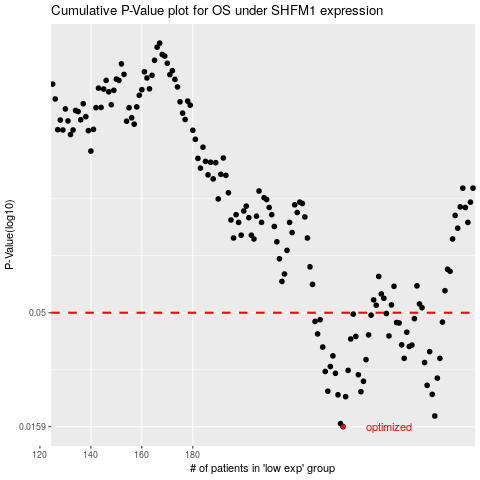 Cumulative P-Value plot for OS under SHFM1 expression
P-Value(log10)
0.05
0.0159
optimized
120 140 160 180
# of patients in 'low exp' group